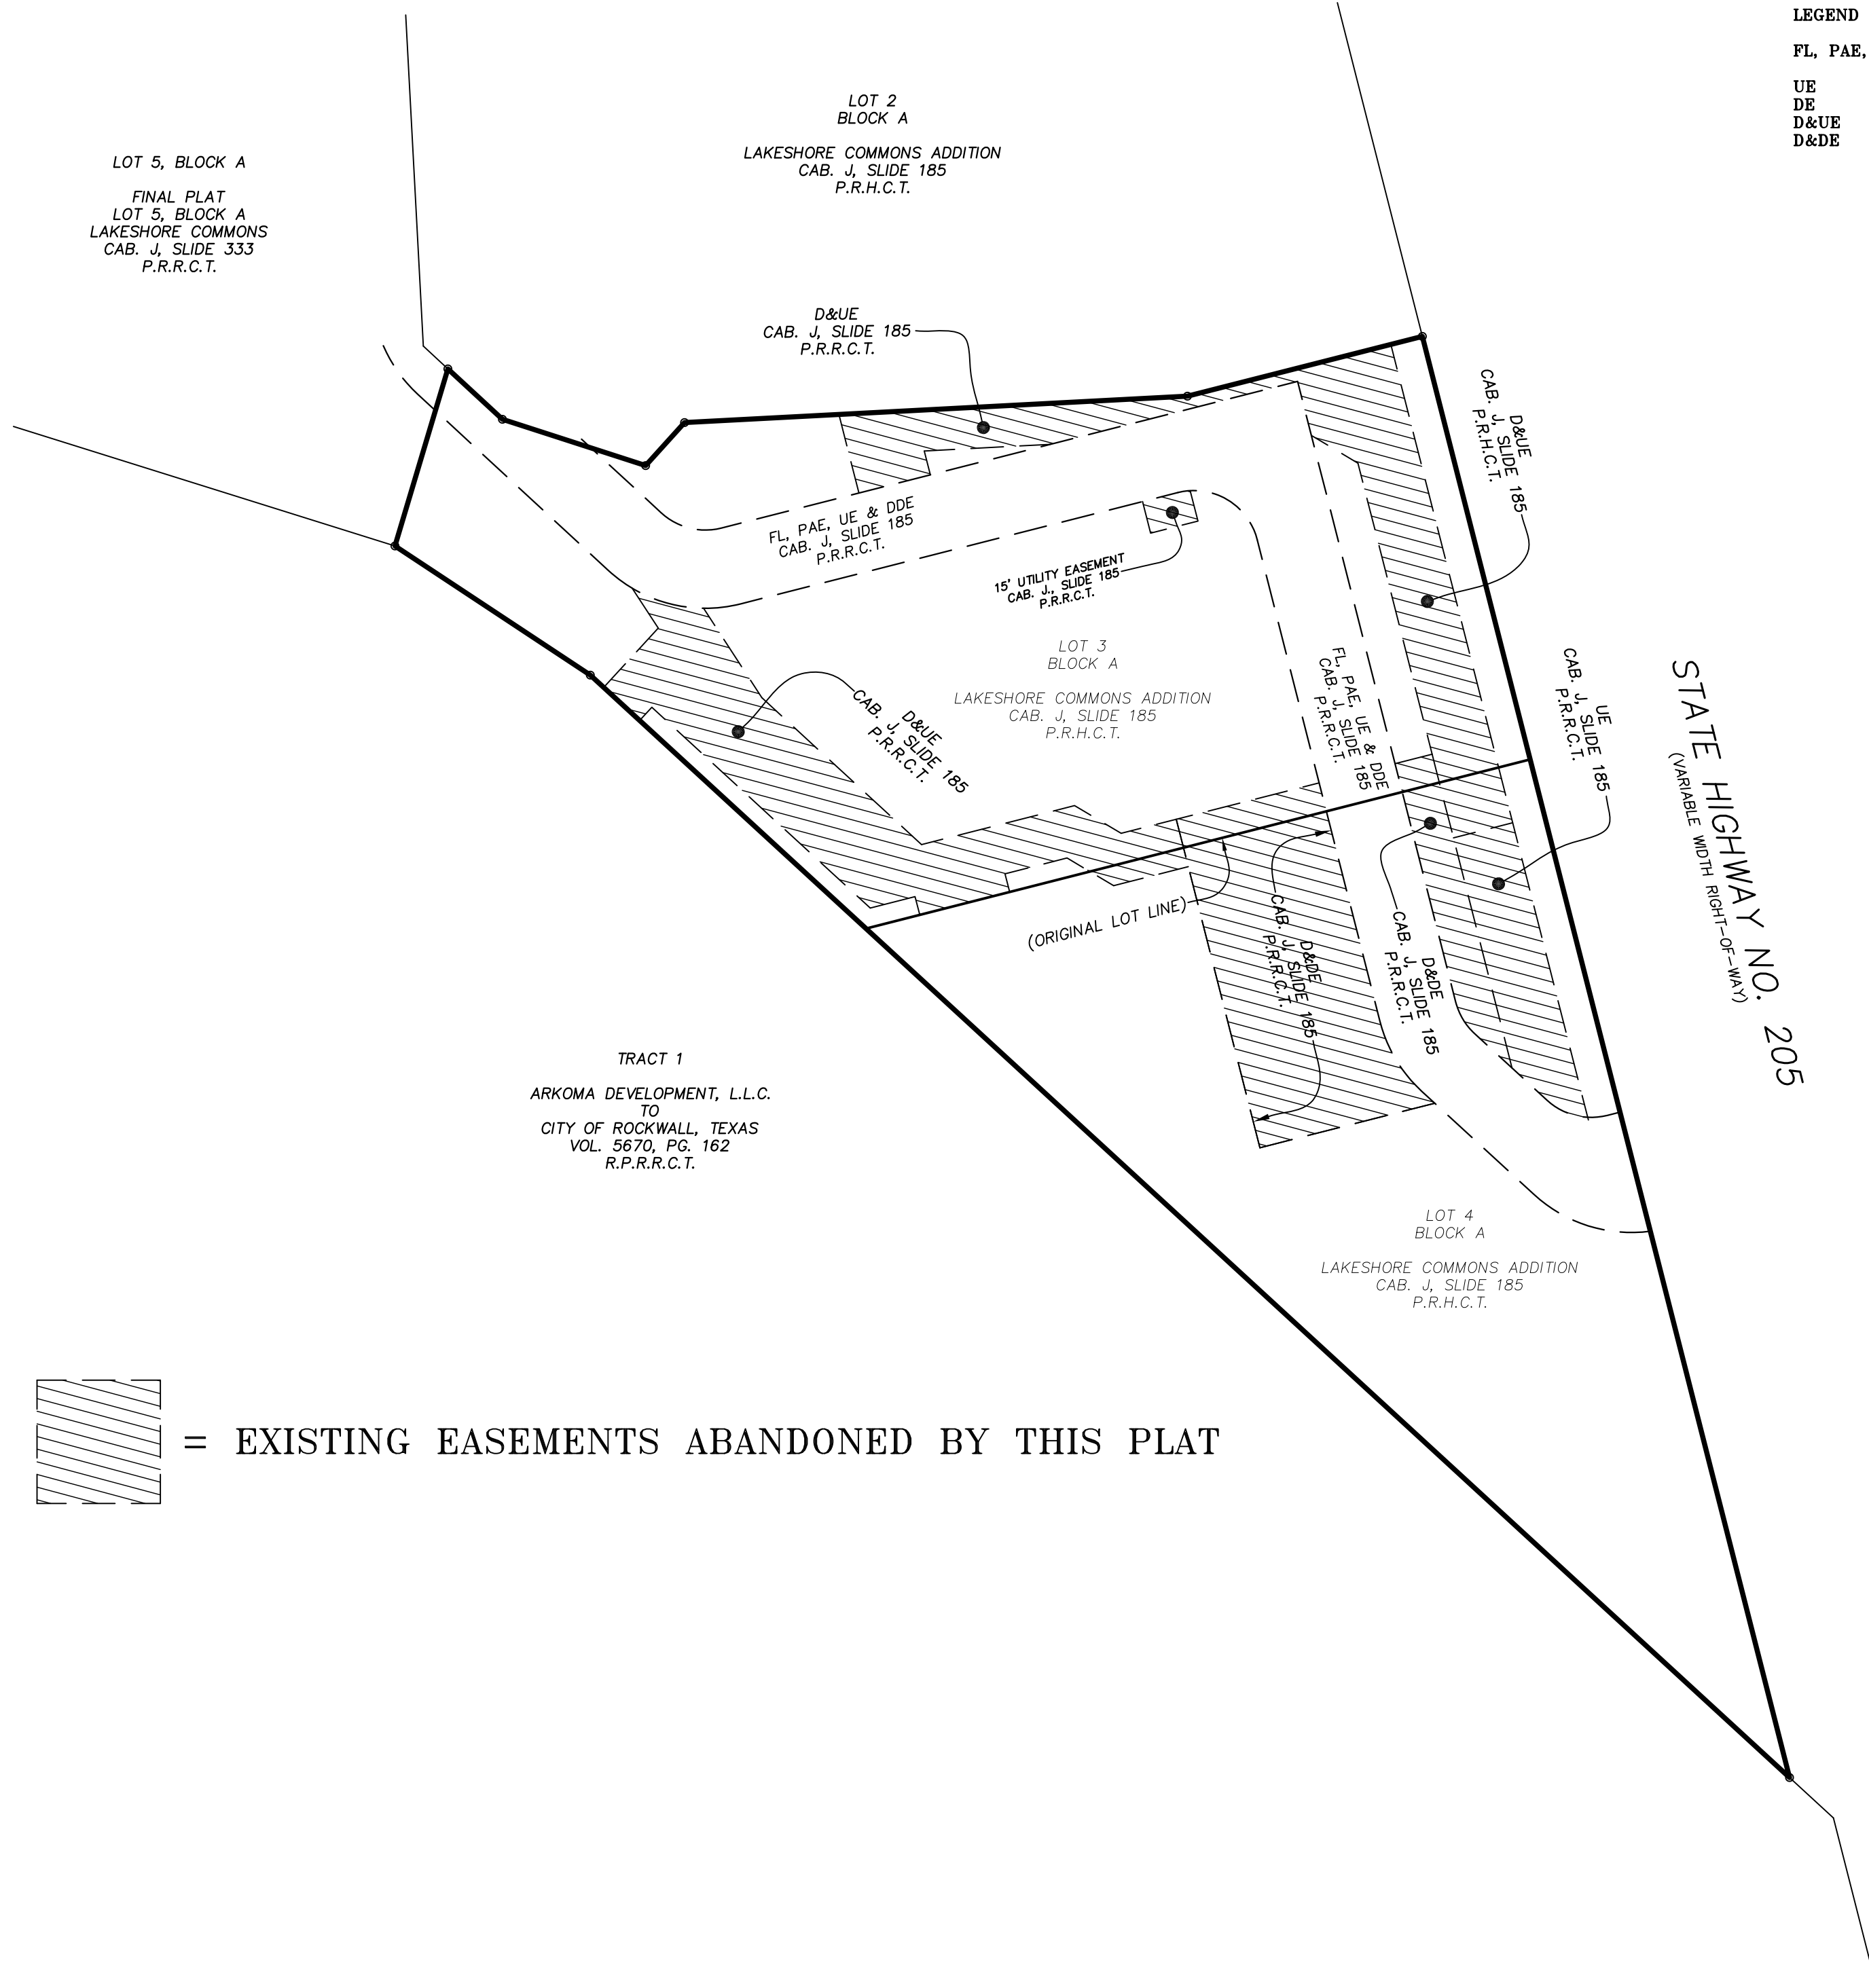 LEGEND
FL, PAE,
UE
DE
D&UE
D&DE
LOT 2
BLOCK A
LAKESHORE COMMONS ADDITION
CAB. J, SLIDE 185
P.R.H.C.T.
LOT 5, BLOCK A
FINAL PLAT
LOT 5, BLOCK A
LAKESHORE COMMONS
CAB. J, SLIDE 333
P.R.R.C.T.
D&UE
CAB. J, SLIDE 185
P.R.R.C.T.
D&UE
CAB. J, SLIDE 185
P.R.H.C.T.
FL, PAE, UE & DDE
CAB. J, SLIDE 185
P.R.R.C.T.
15' UTILITY EASEMENT
CAB. J., SLIDE 185
P.R.R.C.T.
LOT 3
BLOCK A
LAKESHORE COMMONS ADDITION
CAB. J, SLIDE 185
P.R.H.C.T.
FL, PAE, UE & DDE
CAB. J, SLIDE 185
P.R.R.C.T.
UE
CAB. J, SLIDE 185
P.R.R.C.T.
STATE HIGHWAY NO. 205
(VARIABLE WIDTH RIGHT-OF-WAY)
D&UE
CAB. J, SLIDE 185
P.R.R.C.T.
(ORIGINAL LOT LINE)
D&DE
CAB. J, SLIDE 185
P.R.R.C.T.
D&DE
CAB. J, SLIDE 185
P.R.R.C.T.
TRACT 1
ARKOMA DEVELOPMENT, L.L.C.
TO
CITY OF ROCKWALL, TEXAS
VOL. 5670, PG. 162
R.P.R.R.C.T.
LOT 4
BLOCK A
LAKESHORE COMMONS ADDITION
CAB. J, SLIDE 185
P.R.H.C.T.
= EXISTING EASEMENTS ABANDONED BY THIS PLAT